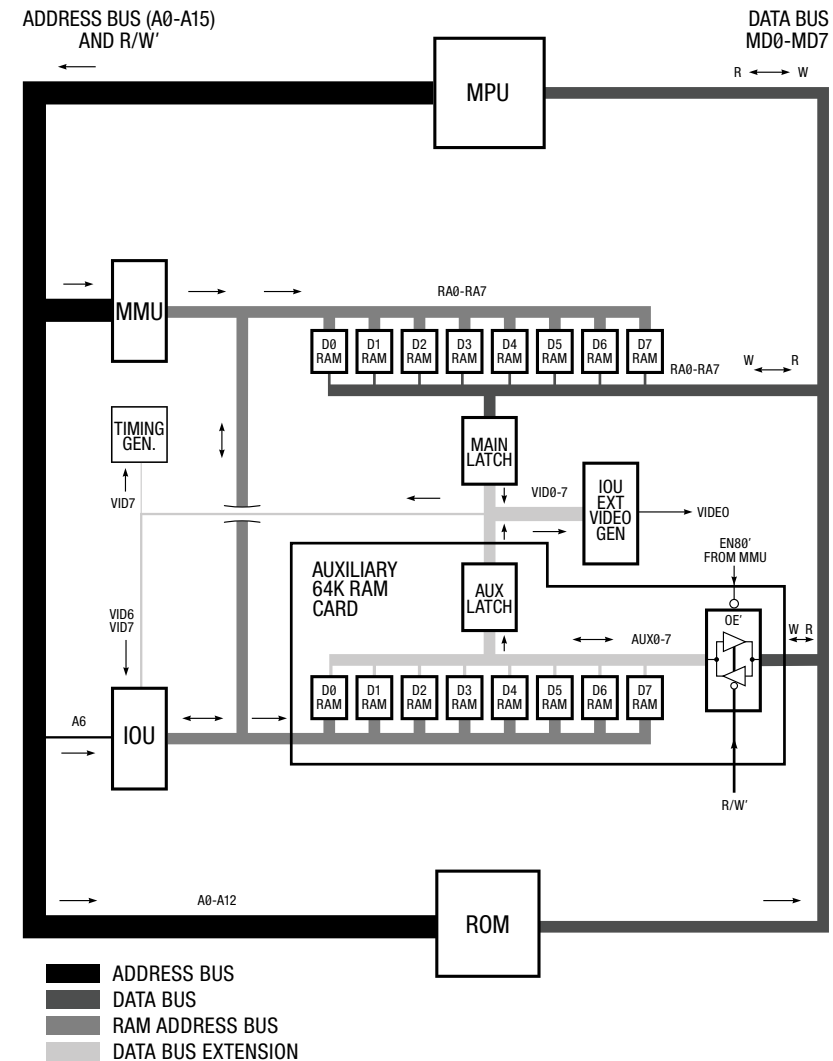 ADDRESS BUS (A0-A15)
AND R/W'
DATA BUS
MD0-MD7
R
W
MPU
MMU
RA0-RA7
D0
RAM
D1
RAM
D2
RAM
D3
RAM
D4
RAM
D5
RAM
D6
RAM
D7
RAM
RA0-RA7
W
R
TIMING
GEN.
VID7
MAIN
LATCH
VID0-7
IOU
EXT
VIDEO
GEN
VIDEO
EN80'
FROM MMU
AUXILIARY
64K RAM
CARD
AUX
LATCH
OE'
W R
AUX0-7
VID6
VID7
D0
RAM
D1
RAM
D2
RAM
D3
RAM
D4
RAM
D5
RAM
D6
RAM
D7
RAM
A6
IOU
R/W'
A0-A12
ROM
ADDRESS BUS
DATA BUS
RAM ADDRESS BUS
DATA BUS EXTENSION